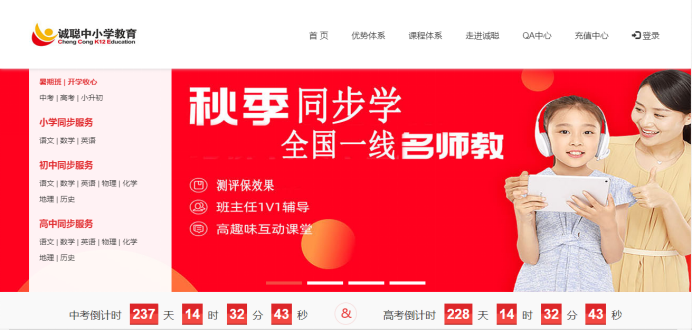 诚聪中小学教育
Cheng Cong K12 Education
首 页 优势体系 课程体系 走进诚聪 QA中心 充值中心 登录
暑期班 | 开学收心
中考 | 高考 | 小升初
小学同步服务
语文 | 数学 | 英语
初中同步服务
语文 | 数学 | 英语 | 物理 | 化学
地理 | 历史
高中同步服务
语文 | 数学 | 英语 | 物理 | 化学
地理 | 历史
秋季同步学
全国一线名师教
测评保效果
班主任1V1辅导
高趣味互动课堂
中考倒计时 237 天 14 时 32 分 43 秒 & 高考倒计时 228 天 14 时 32 分 43 秒